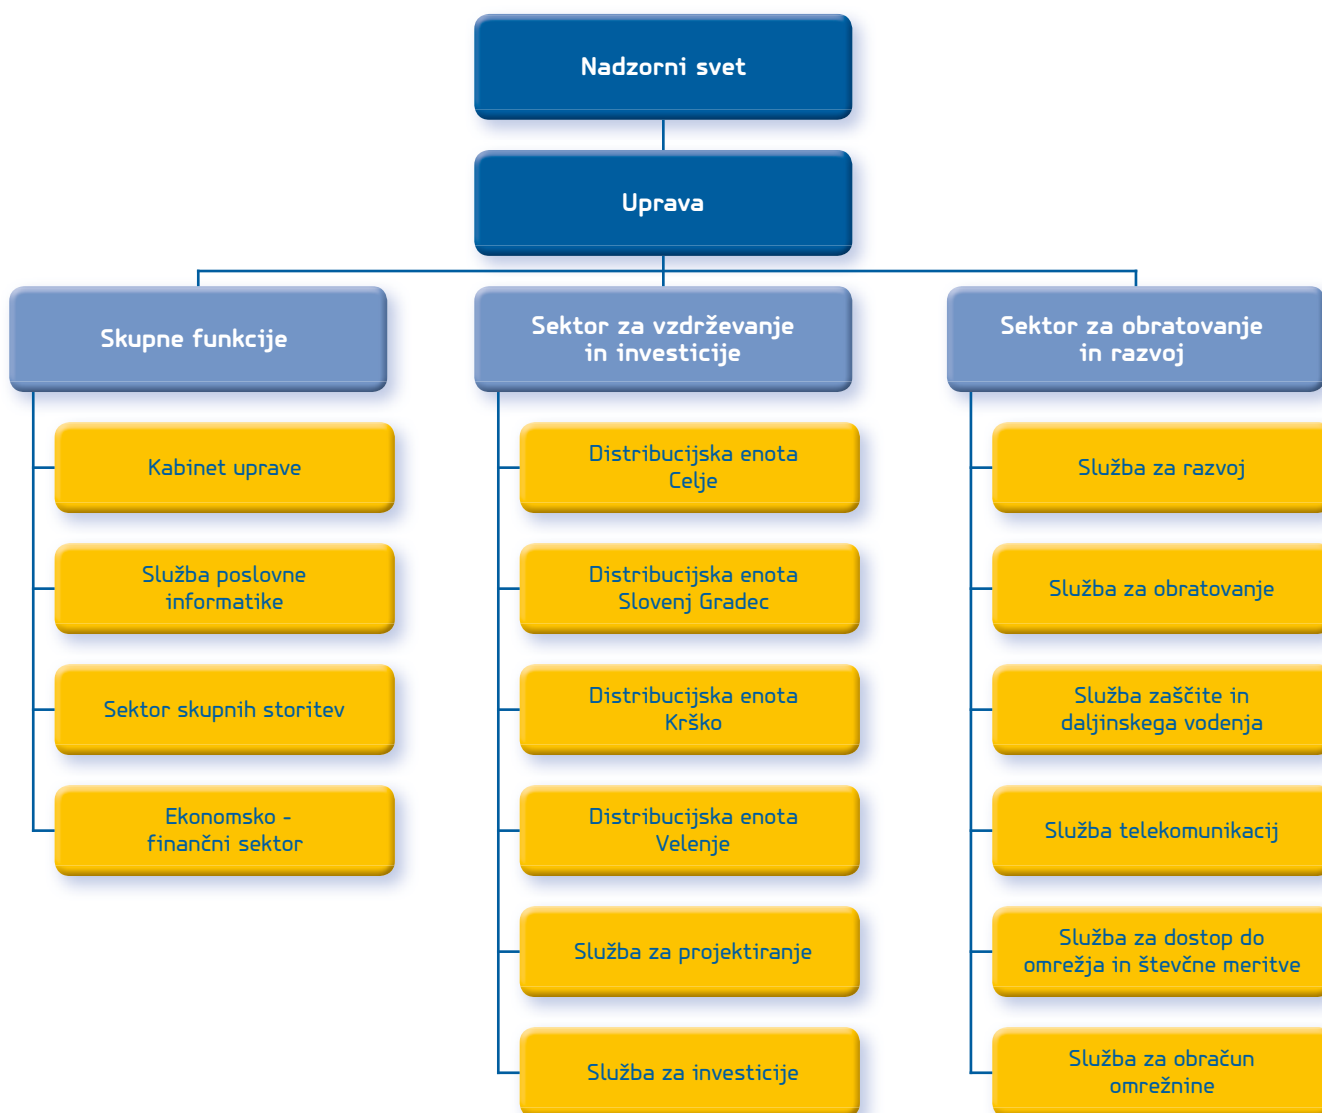 Nadzorni svet
Uprava
Skupne funkcije
Kabinet uprave
Služba poslovne
informatike
Sektor skupnih storitev
Ekonomsko -
finančni sektor
Sektor za vzdrževanje
in investicije
Distribucijska enota
Celje
Distribucijska enota
Slovenj Gradec
Distribucijska enota
Krško
Distribucijska enota
Velenje
Služba za projektiranje
Služba za investicije
Sektor za obratovanje
in razvoj
Služba za razvoj
Služba za obratovanje
Služba zaščite in
daljinskega vodenja
Služba telekomunikacij
Služba za dostop do
omrežja in števčne meritve
Služba za obračun
omrežnine